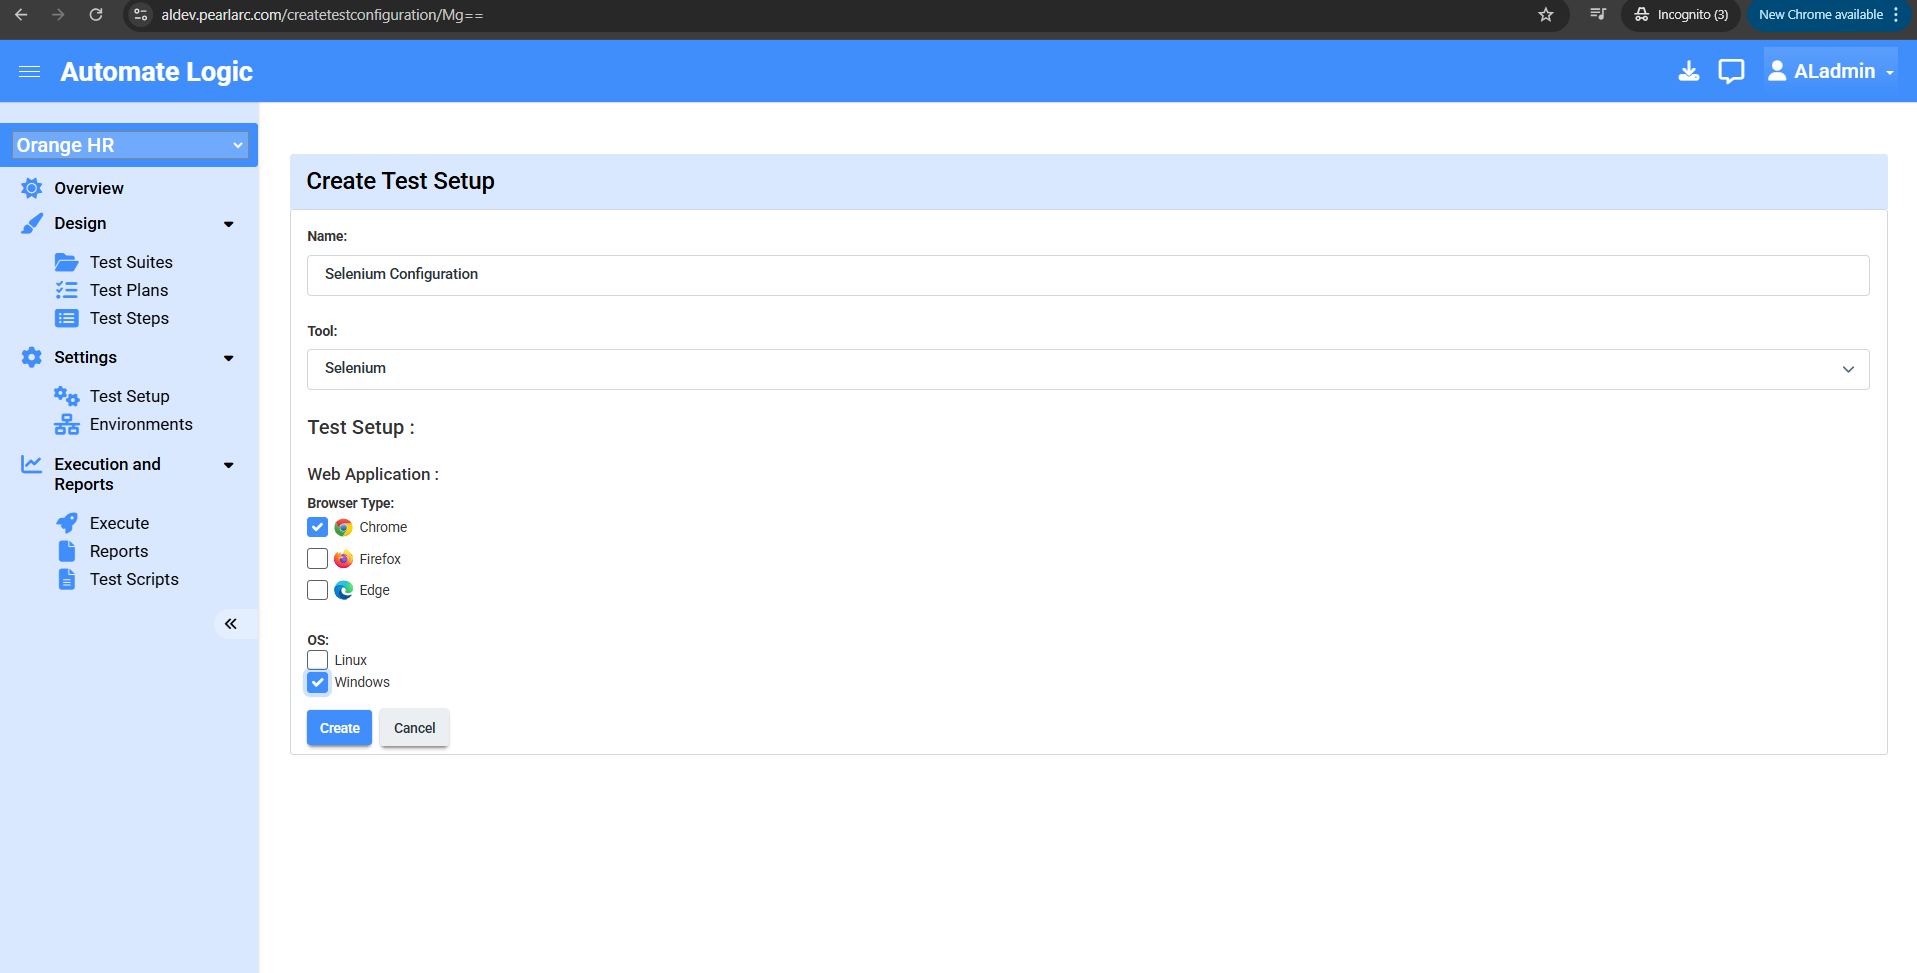 aldev.pearlarc.com/createtestconfiguration/Mg==
Incognito (3)
New Chrome available
Automate Logic
ALadmin
Orange HR
Overview
Design
Test Suites
Test Plans
Test Steps
Settings
Test Setup
Environments
Execution and
Reports
Execute
Reports
Test Scripts
Create Test Setup
Name:
Selenium Configuration
Tool:
Selenium
Test Setup :
Web Application :
Browser Type:
Chrome
Firefox
Edge
OS:
Linux
Windows
Create
Cancel